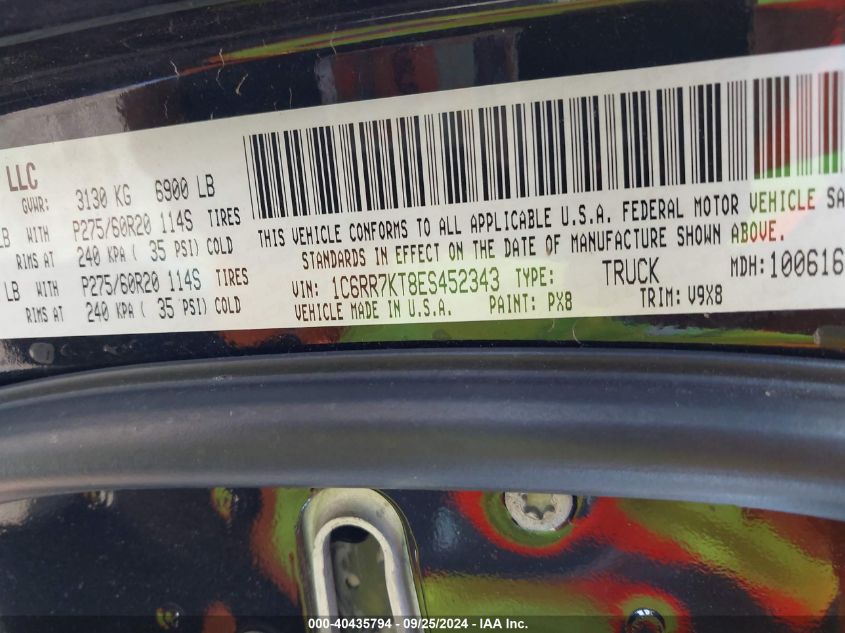 LLC
GVWR: 3130 KG 6900 LB
LB WITH P275/60R20 114S TIRES
RIMS AT 240 KPA ( 35 PSI) COLD
LB WITH P275/60R20 114S TIRES
RIMS AT 240 KPA ( 35 PSI) COLD
THIS VEHICLE CONFORMS TO ALL APPLICABLE U.S.A. FEDERAL MOTOR VEHICLE SA
STANDARDS IN EFFECT ON THE DATE OF MANUFACTURE SHOWN ABOVE.
VIN: 1C6RR7KT8ES452343 TYPE: TRUCK MDH: 100616
VEHICLE MADE IN U.S.A. PAINT: PX8 TRIM: V9X8
000-40435794 - 09/25/2024 - IAA Inc.